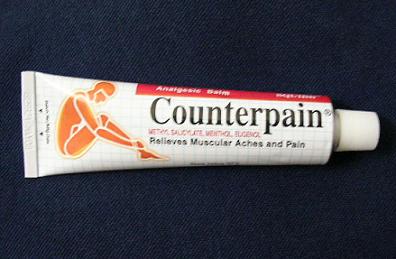 Analgesic Balm
Counterpain®
METHYL SALICYLATE, MENTHOL, EUGENOL
Relieves Muscular Aches and Pain